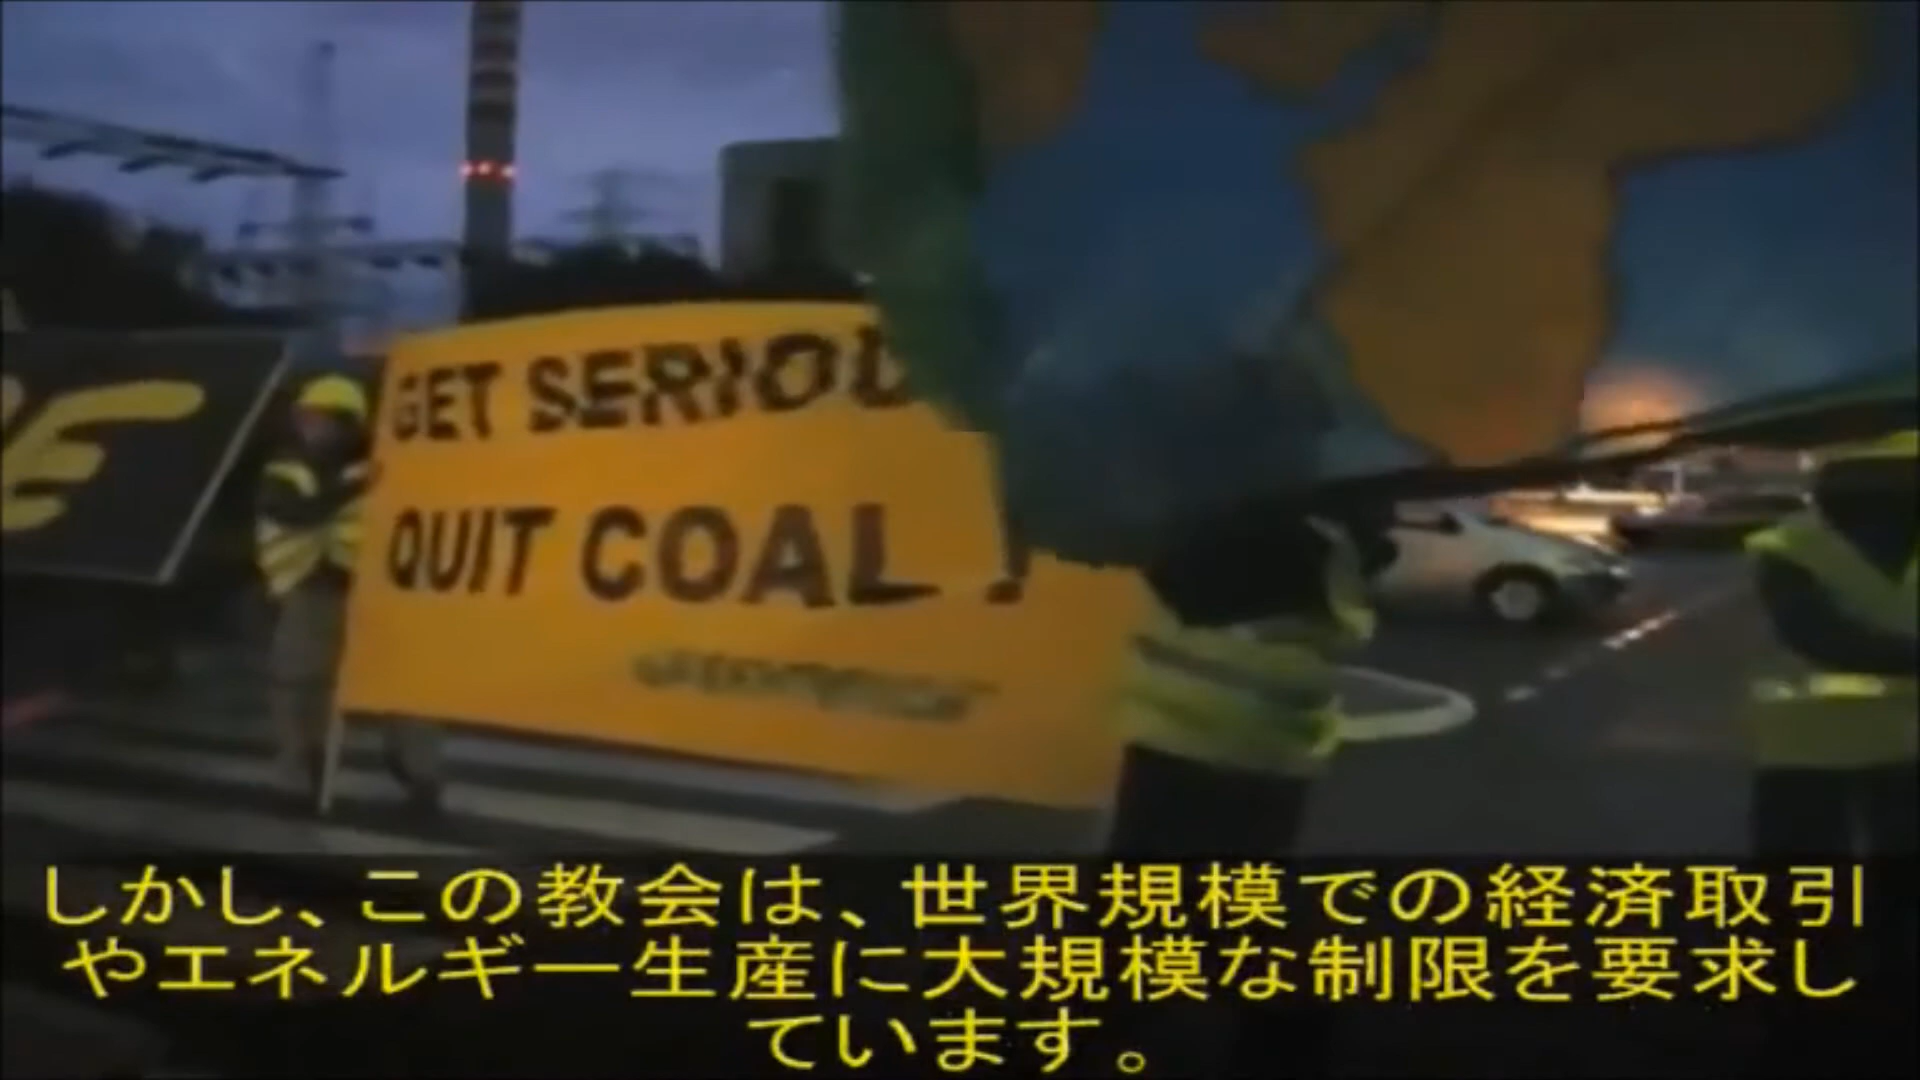 GET SERIOU
QUIT COAL !
しかし、この教会は、世界規模での経済取引
やエネルギー生産に大規模な制限を要求し
ています。